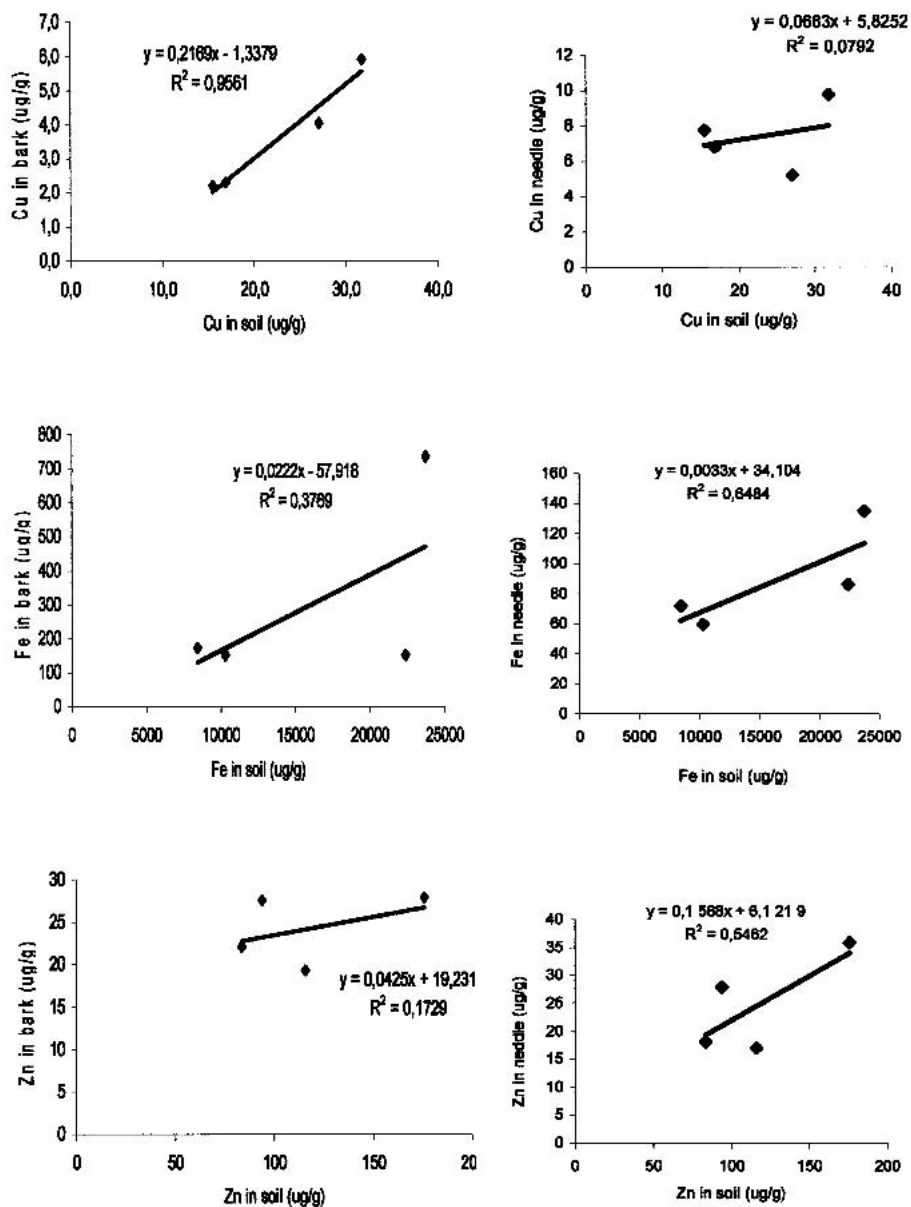 7,0
6,0
5,0
4,0
3,0
2,0
1,0
0,0
Cu in bark (ug/g)
y = 0,2169x - 1,3379
R² = 0,9561
0,0 10,0 20,0 30,0 40,0
Cu in soil (ug/g)
y = 0,0663x + 5,8252
R² = 0,0792
12
10
8
6
4
2
0
Cu in needle (ug/g)
0 10 20 30 40
Cu in soil (ug/g)
800
700
600
500
400
300
200
100
0
Fe in bark (ug/g)
y = 0,0222x - 57,918
R² = 0,3769
0 5000 10000 15000 20000 25000
Fe in soil (ug/g)
160
140
120
100
80
60
40
20
0
Fe in needle (ug/g)
y = 0,0033x + 34,104
R² = 0,6484
0 5000 10000 15000 20000 25000
Fe in soil (ug/g)
30
25
20
15
10
5
0
Zn in bark (ug/g)
y = 0,0425x + 19,231
R² = 0,1729
0 50 100 150 20
Zn in soil (ug/g)
40
35
30
25
20
15
10
5
0
Zn in neddle (ug/g)
y = 0,1 568x + 6,1 21 9
R² = 0,5462
0 50 100 150 200
Zn in soil (ug/g)